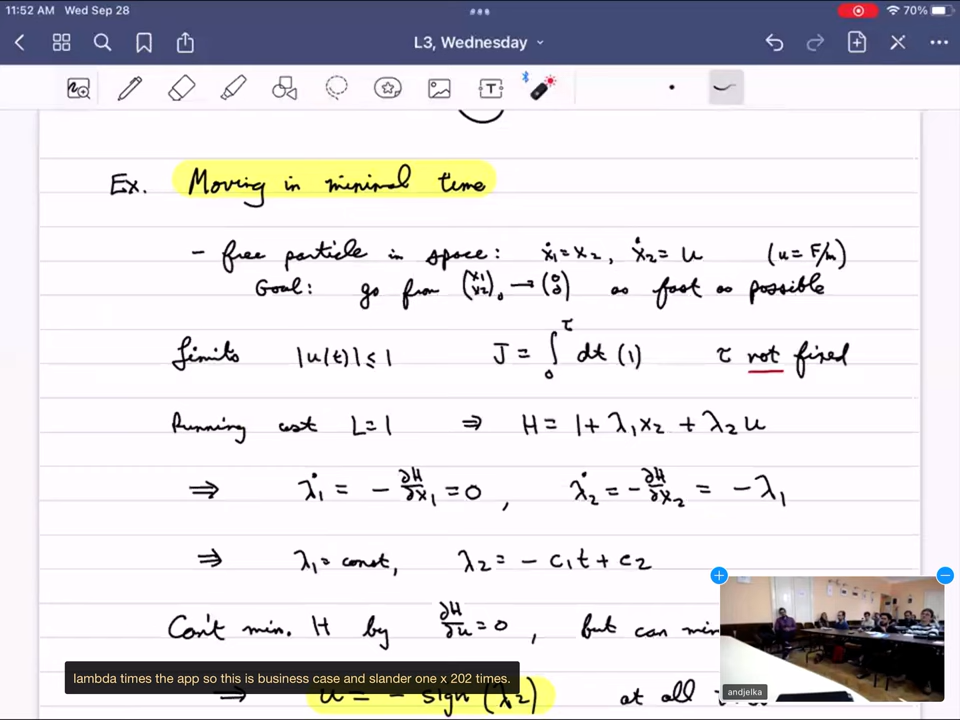 11:52 AM Wed Sep 28
70%
L3, Wednesday
T
Ex. Moving in minimal time
- free particle in space: ẋ₁ = x₂, ẋ₂ = u (u = F/m)
Goal: go from (x₁ x₂)₀ → (0 0) as fast as possible
Limits |u(t)| ≤ 1 J = ∫₀^τ dt (1) τ not fixed
Running cost L = 1 ⇒ H = 1 + λ₁x₂ + λ₂u
⇒ λ̇₁ = - ∂H/∂x₁ = 0, λ̇₂ = - ∂H/∂x₂ = -λ₁
⇒ λ₁ = const, λ₂ = - c₁t + c₂
Can't min. H by ∂H/∂u = 0, but can min
lambda times the app so this is business case and slander one x 202 times.
⇒ u = - sign (λ₂) at all
andjelka